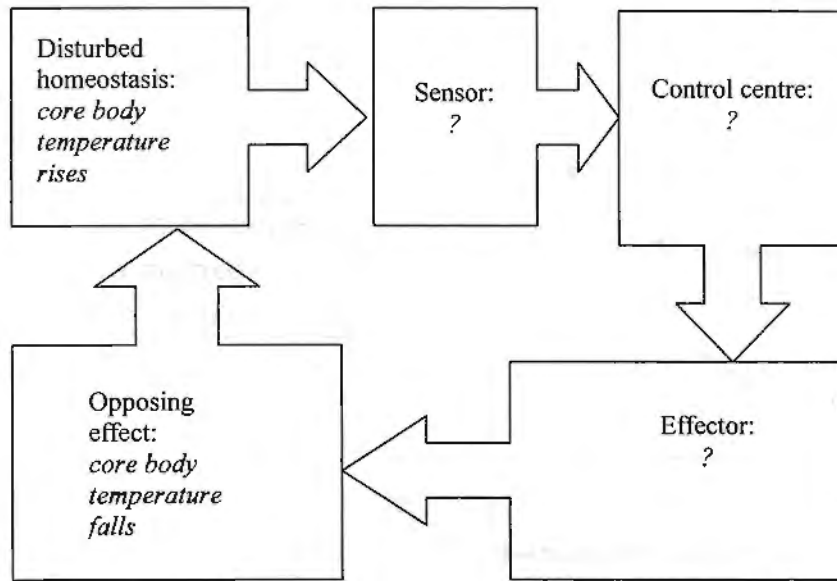 Disturbed
homeostasis:
core body
temperature
rises
Sensor:
?
Control centre:
?
Effector:
?
Opposing
effect:
core body
temperature
falls